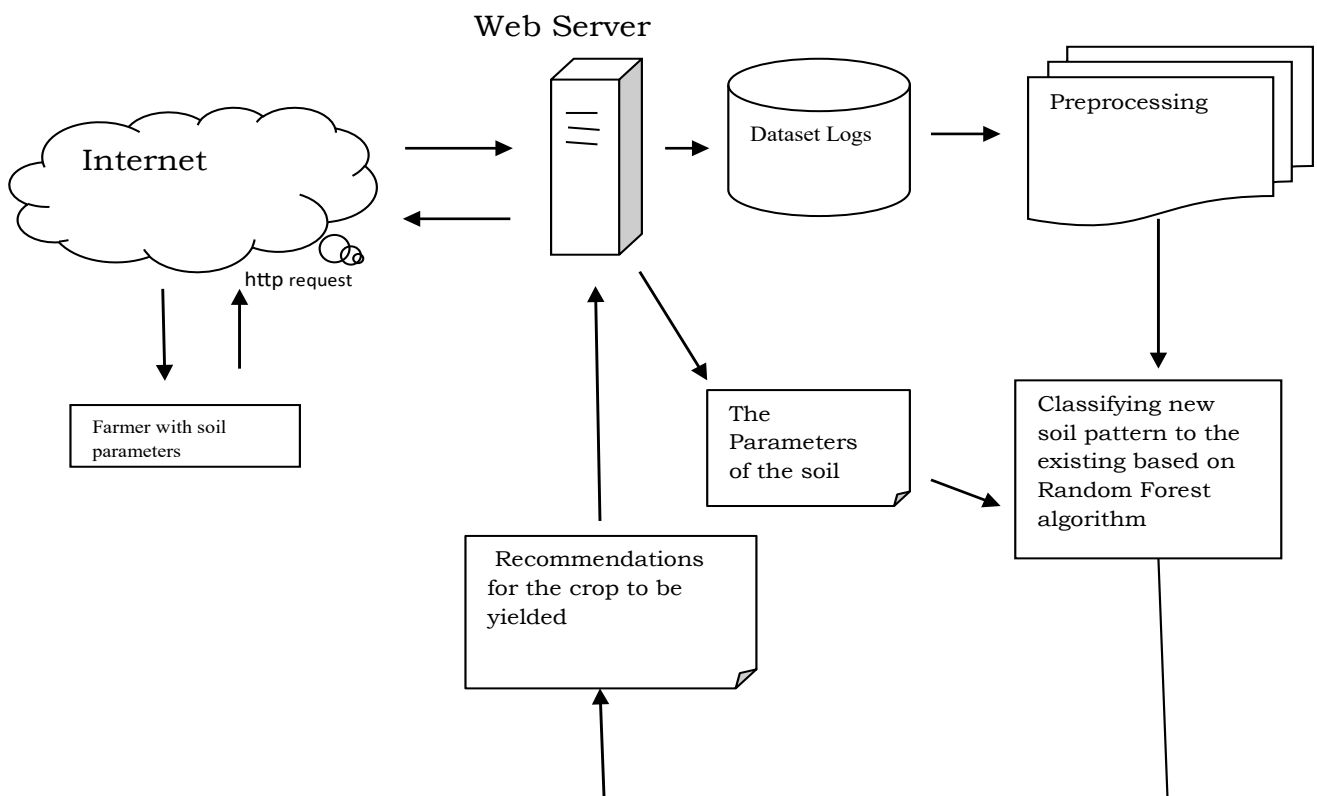 Web Server
Internet
http request
Farmer with soil
parameters
Dataset Logs
Preprocessing
The
Parameters
of the soil
Classifying new
soil pattern to the
existing based on
Random Forest
algorithm
Recommendations
for the crop to be
yielded